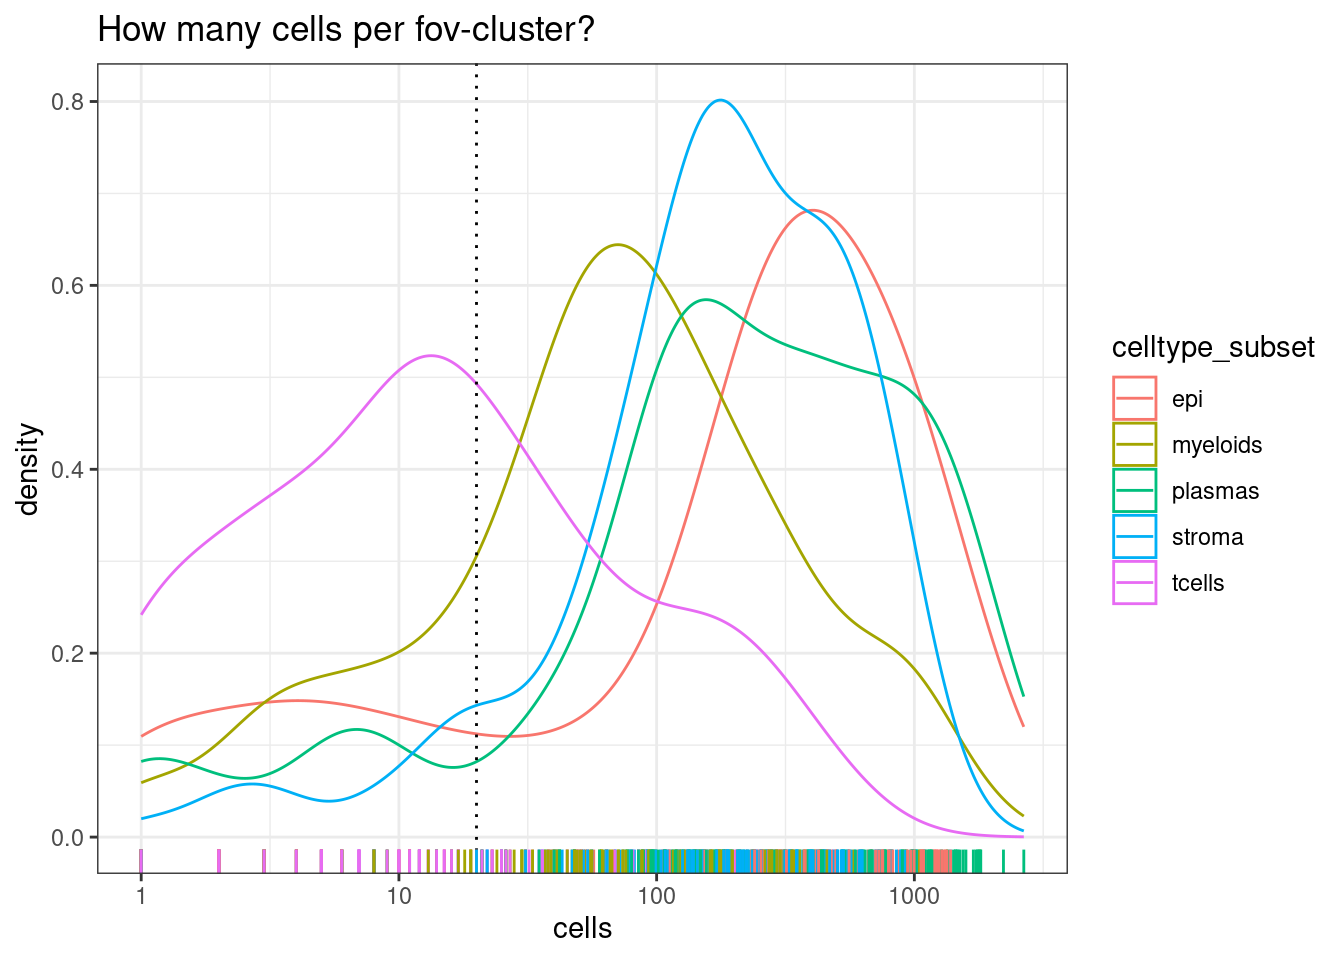 How many cells per fov-cluster?
density
0.8
0.6
0.4
0.2
0.0
1 10 100 1000
cells
celltype_subset
epi
myeloids
plasmas
stroma
tcells